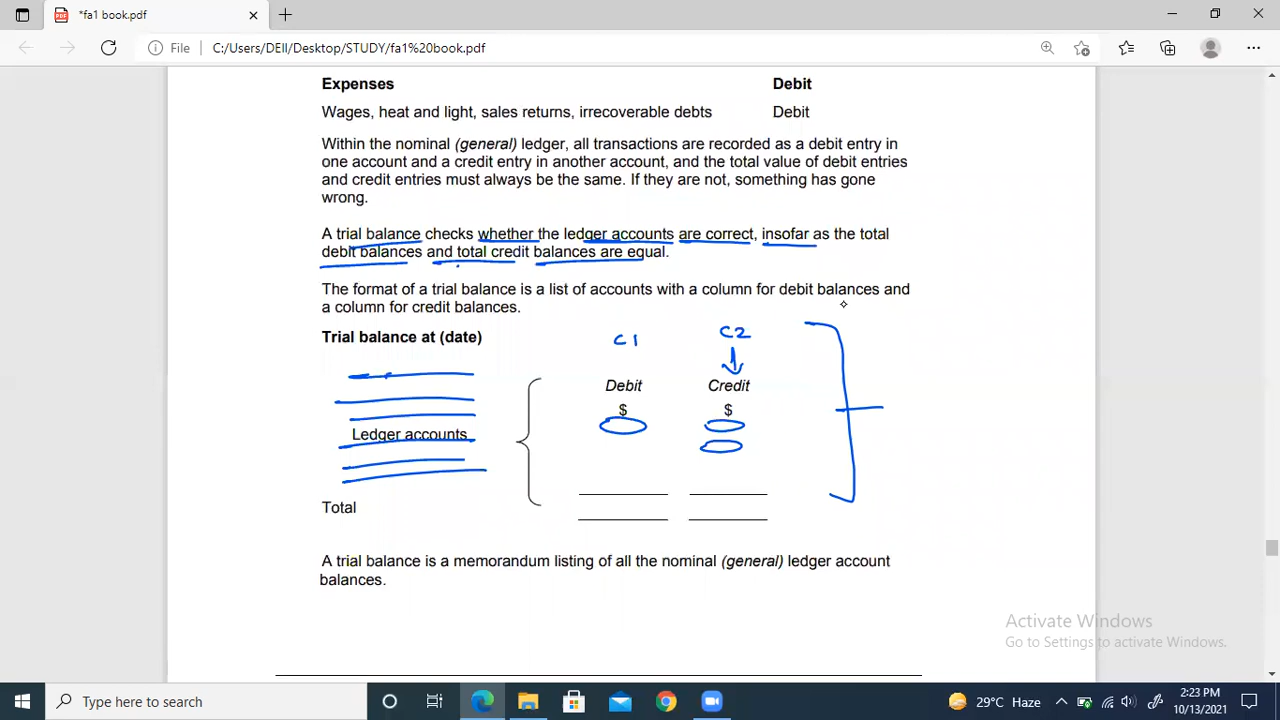 *fa1 book.pdf
File
C:/Users/DEll/Desktop/STUDY/fa1%20book.pdf
Expenses Debit
Wages, heat and light, sales returns, irrecoverable debts Debit
Within the nominal (general) ledger, all transactions are recorded as a debit entry in
one account and a credit entry in another account, and the total value of debit entries
and credit entries must always be the same. If they are not, something has gone
wrong.
A trial balance checks whether the ledger accounts are correct, insofar as the total
debit balances and total credit balances are equal.
The format of a trial balance is a list of accounts with a column for debit balances and
a column for credit balances.
Trial balance at (date)
C1 C2
Debit Credit
$ $
Ledger accounts
Total
A trial balance is a memorandum listing of all the nominal (general) ledger account
balances.
Activate Windows
Go to Settings to activate Windows.
Type here to search
29°C Haze
2:23 PM
10/13/2021